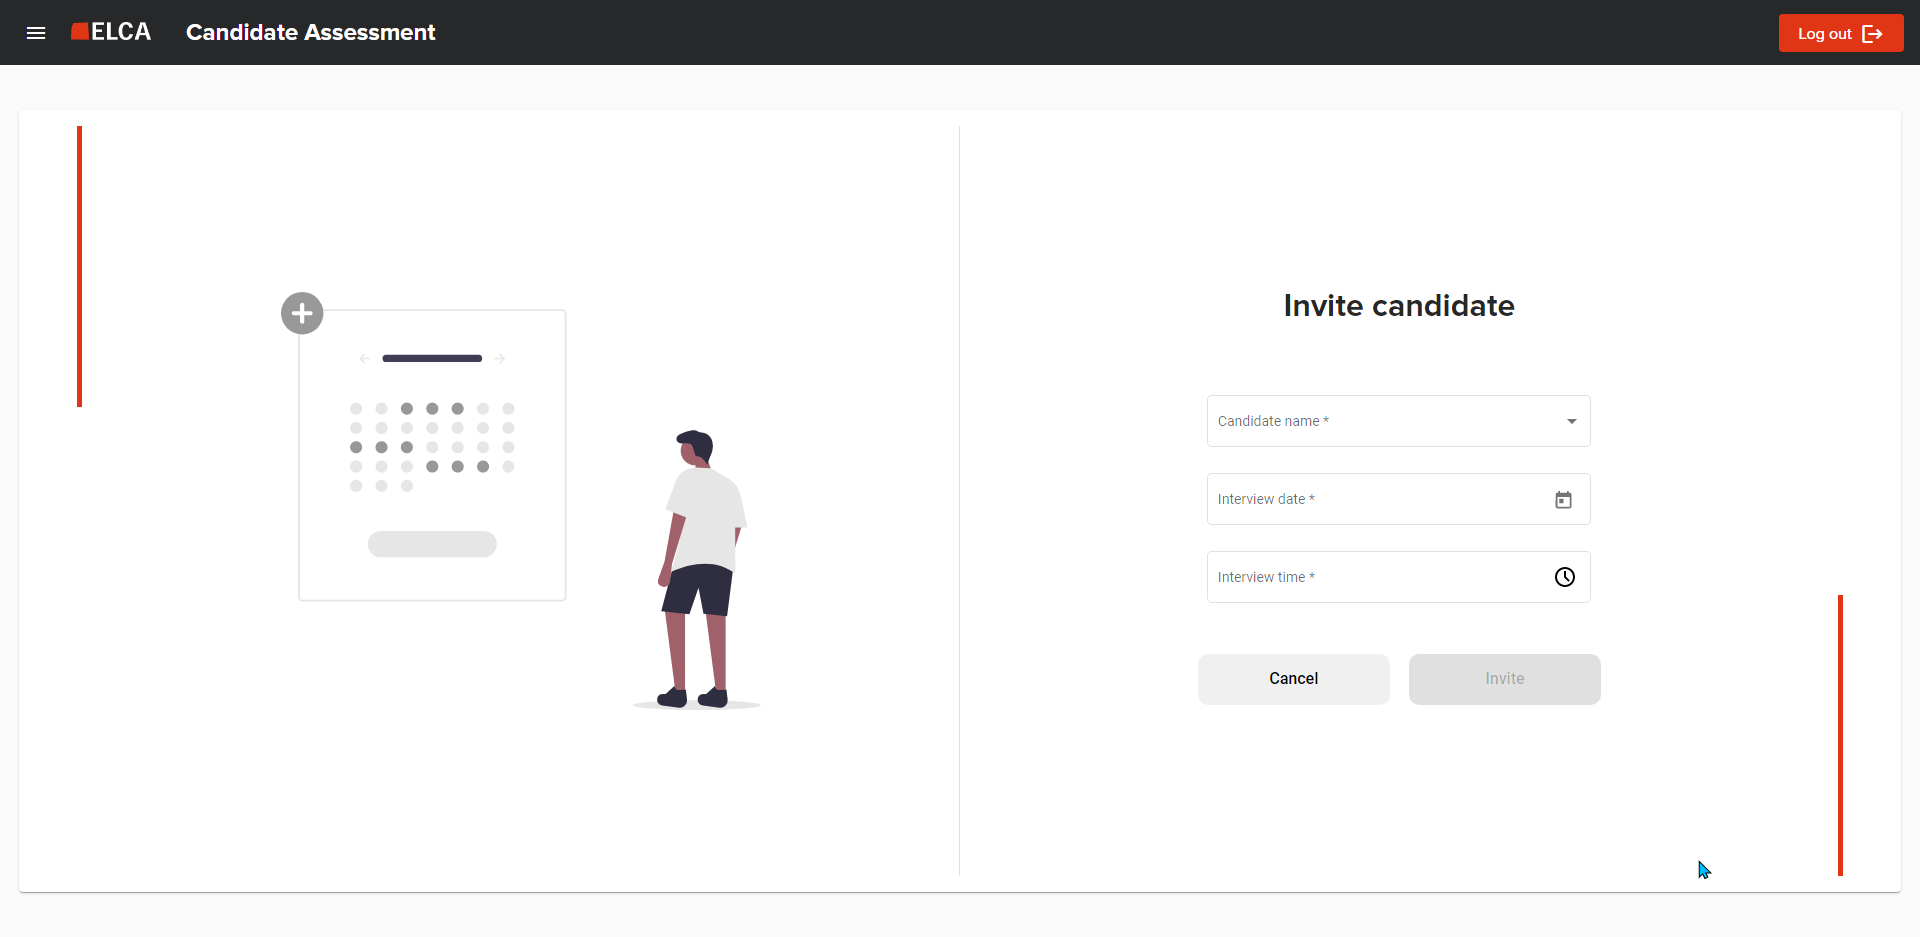 ELCA
Candidate Assessment
Log out
Invite candidate
Candidate name *
Interview date *
Interview time *
Cancel
Invite